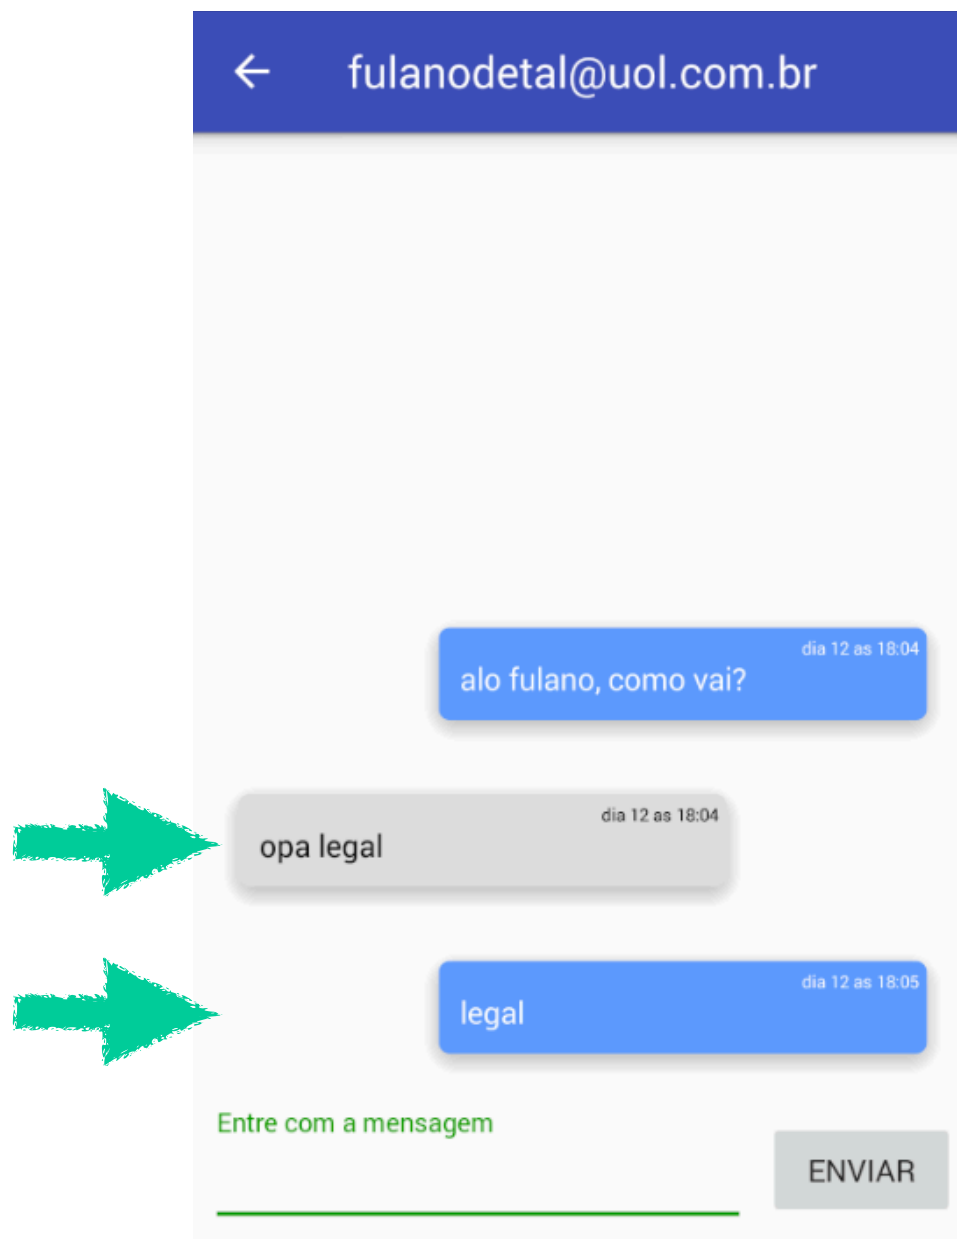 fulanodetal@uol.com.br
dia 12 as 18:04
alo fulano, como vai?
dia 12 as 18:04
opa legal
dia 12 as 18:05
legal
Entre com a mensagem
ENVIAR